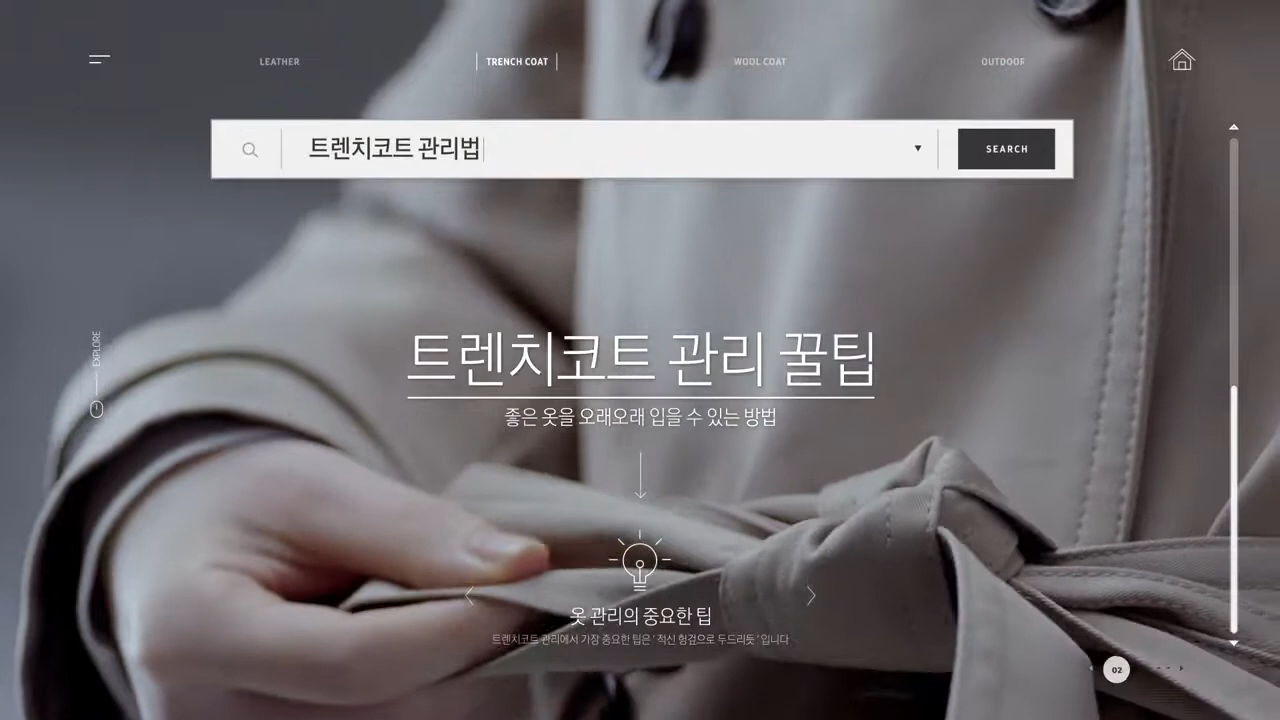 LEATHER
TRENCH COAT
WOOL COAT
OUTDOOR
트렌치코트 관리법
SEARCH
EXPLORE
트렌치코트 관리 꿀팁
좋은 옷을 오래오래 입을 수 있는 방법
옷 관리의 중요한 팁
트렌치코트 관리에서 가장 중요한 팁은 ' 적신 헝겊으로 두드리듯 ' 입니다
02